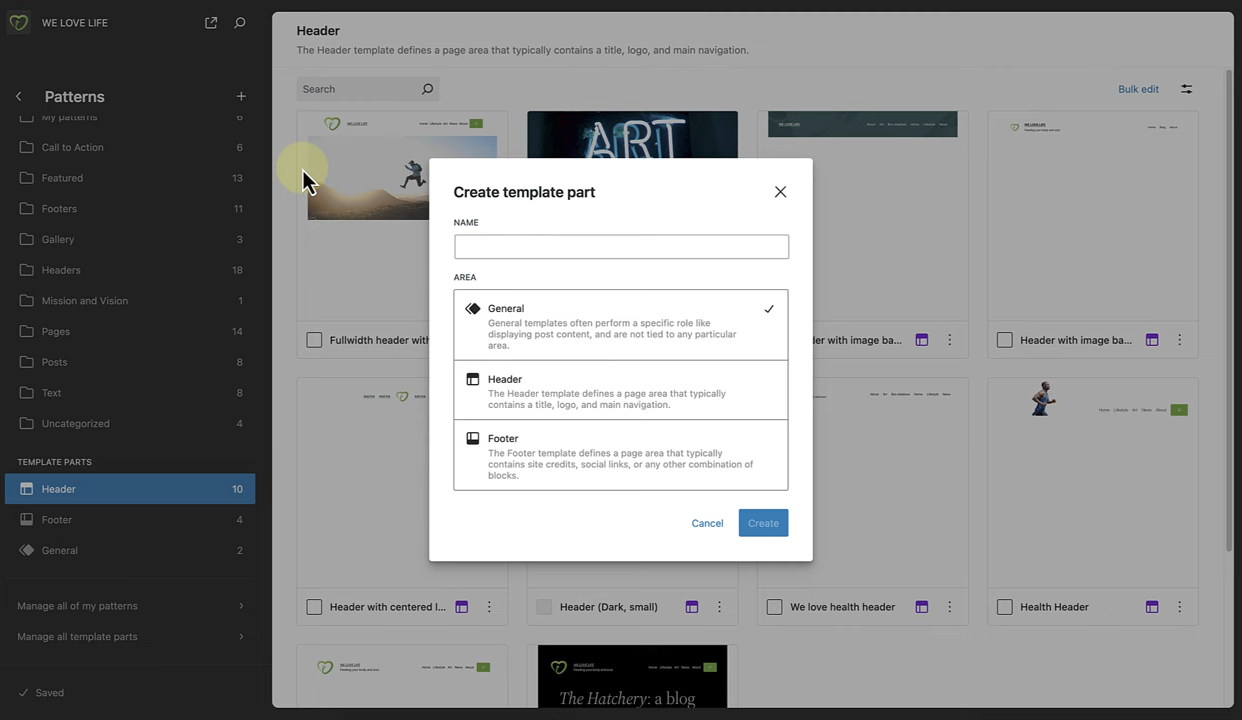 WE LOVE LIFE
Patterns
My patterns 6
Call to Action 6
Featured 13
Footers 11
Gallery 3
Headers 18
Mission and Vision 1
Pages 14
Posts 8
Text 8
Uncategorized 4
TEMPLATE PARTS
Header 10
Footer 4
General 2
Manage all of my patterns
Manage all template parts
Saved
Header
The Header template defines a page area that typically contains a title, logo, and main navigation.
Search
Bulk edit
WE LOVE LIFE
ART
Fullwidth header with
der with image ba...
Header with image ba...
Create template part
NAME
AREA
General
General templates often perform a specific role like
displaying post content, and are not tied to any particular
area.
Header
The Header template defines a page area that typically
contains a title, logo, and main navigation.
Footer
The Footer template defines a page area that typically
contains site credits, social links, or any other combination of
blocks.
Cancel Create
Header with centered l...
Header (Dark, small)
We love health header
Health Header
The Hatchery: a blog